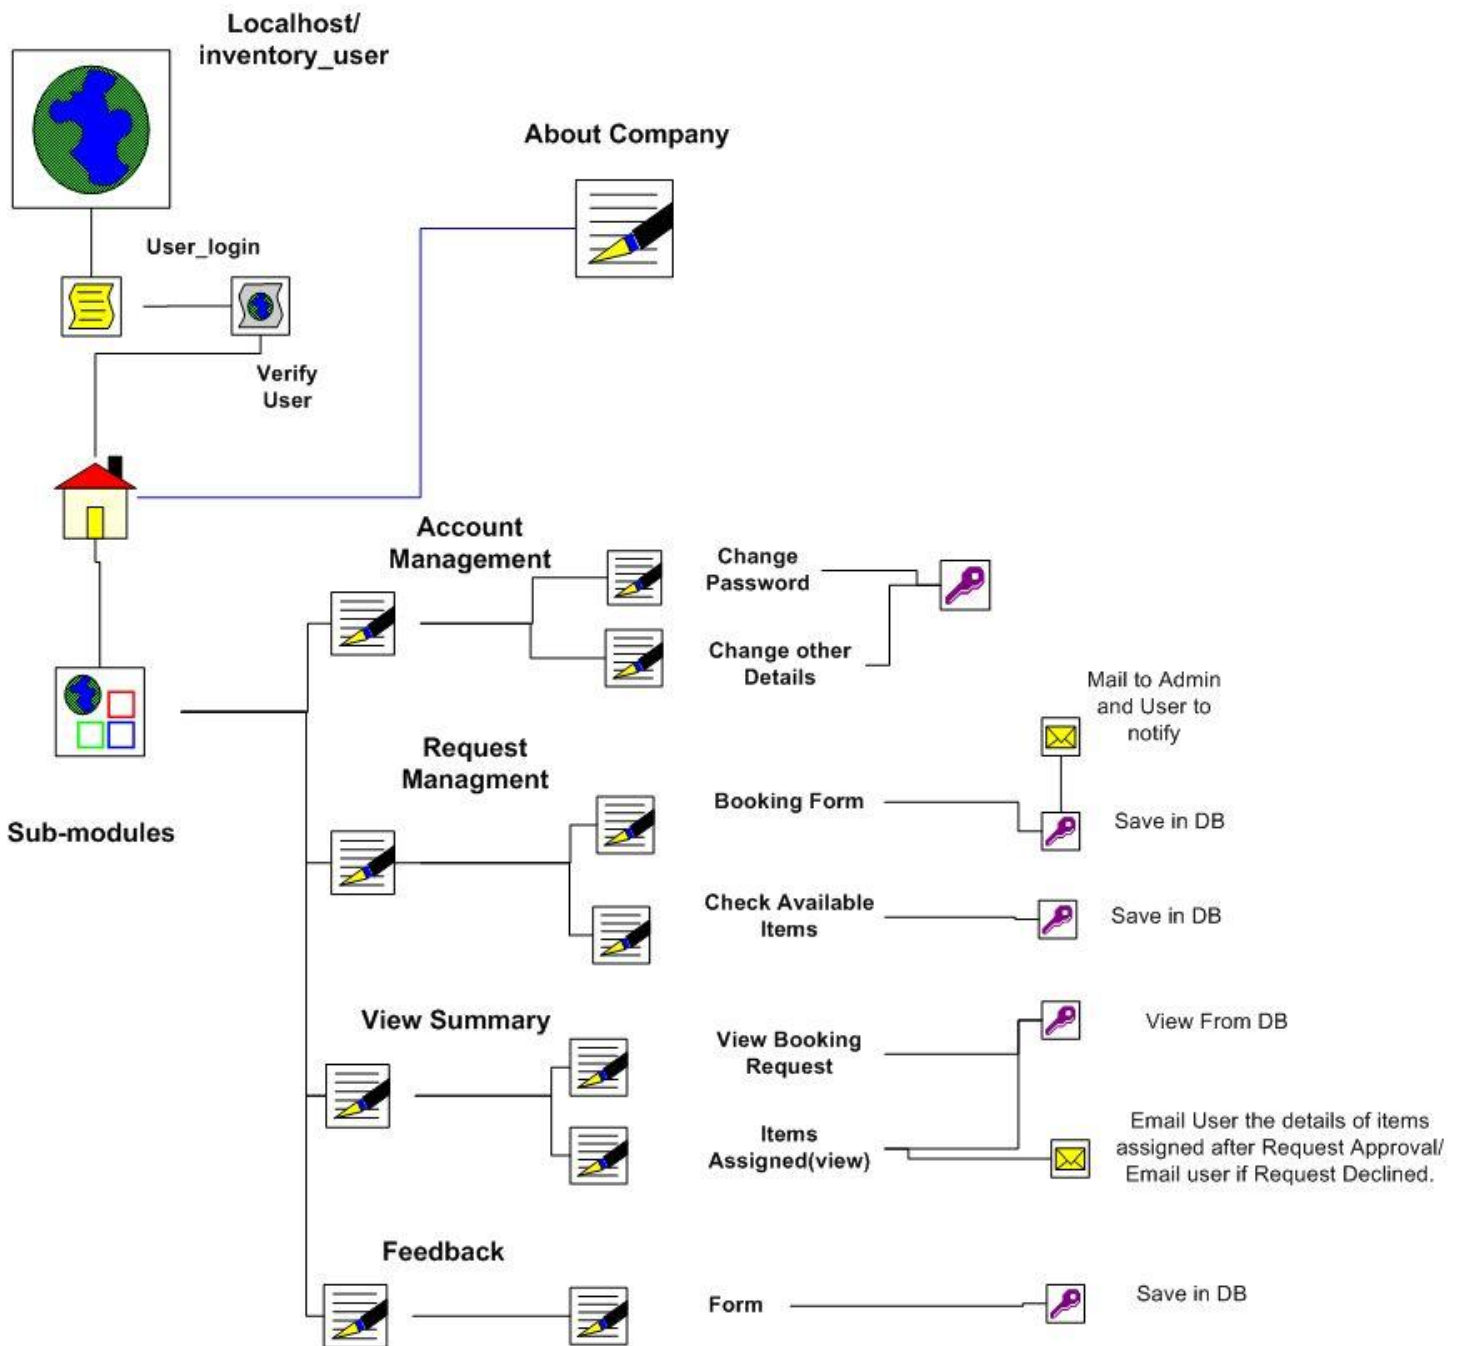 Localhost/
inventory_user
About Company
User_login
Verify
User
Account
Management
Change
Password
Change other
Details
Mail to Admin
and User to
notify
Request
Managment
Booking Form
Save in DB
Sub-modules
Check Available
Items
Save in DB
View Summary
View Booking
Request
View From DB
Items
Assigned(view)
Email User the details of items
assigned after Request Approval/
Email user if Request Declined.
Feedback
Form
Save in DB